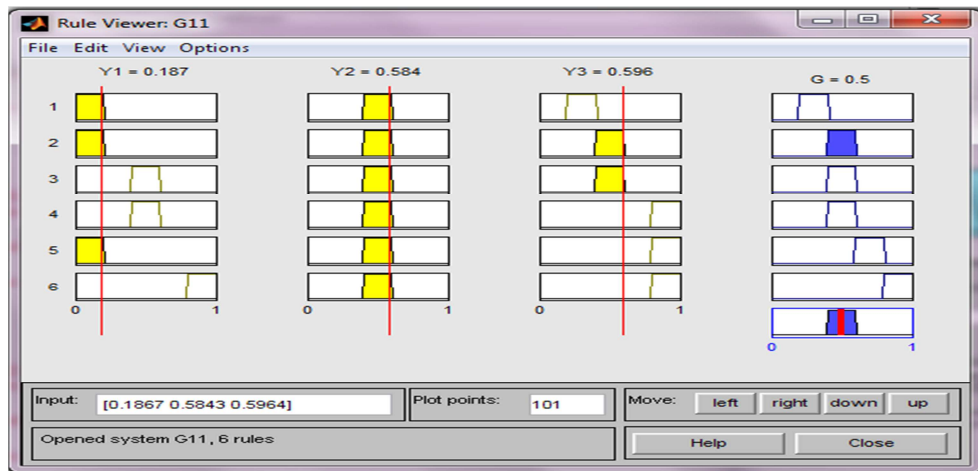 Rule Viewer: G11
File Edit View Options
Y1 = 0.187 Y2 = 0.584 Y3 = 0.596 G = 0.5
1
2
3
4
5
6
0 0 1 0 1
0 1
Input: [0.1867 0.5843 0.5964] Plot points: 101 Move: left right down up
Opened system G11, 6 rules Help Close